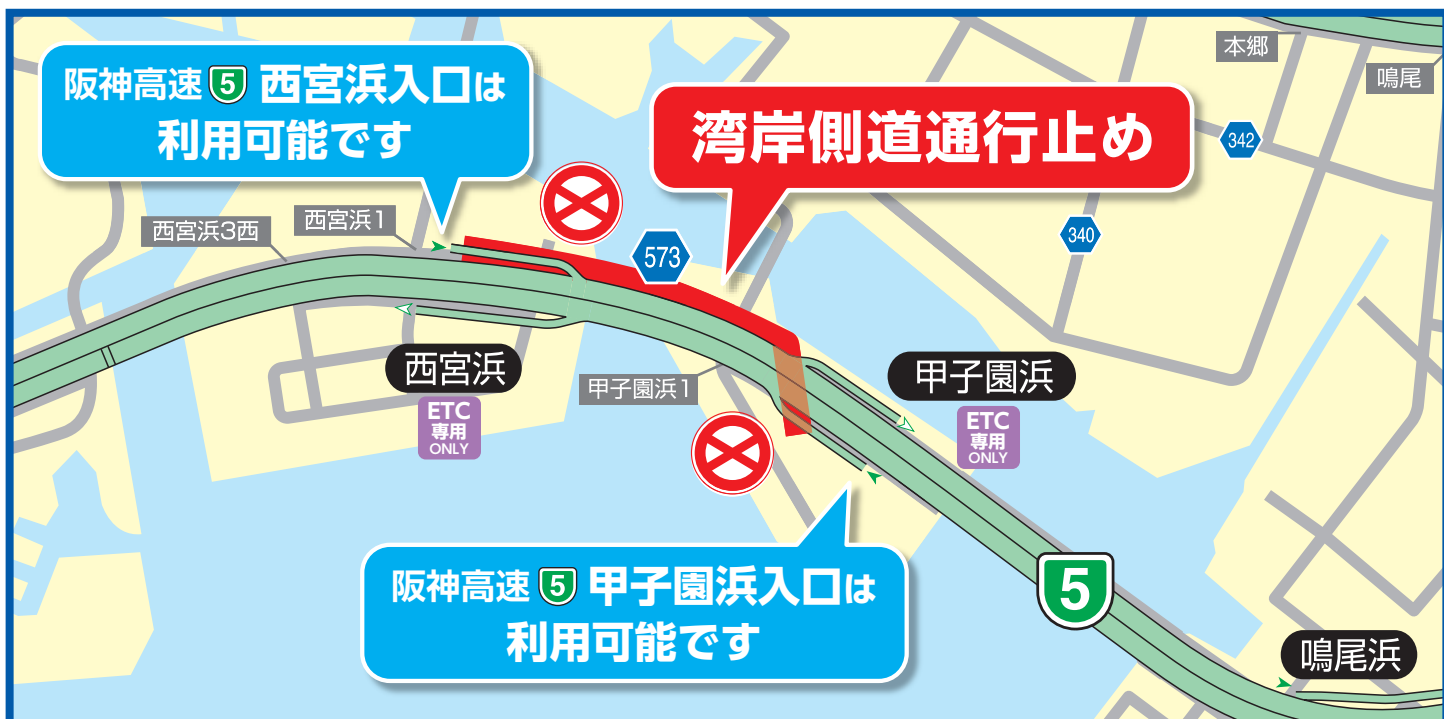 阪神高速 5 西宮浜入口は
利用可能です
湾岸側道通行止め
本郷
鳴尾
342
340
西宮浜3西
西宮浜1
573
西宮浜
ETC
専用
ONLY
甲子園浜1
甲子園浜
ETC
専用
ONLY
阪神高速 5 甲子園浜入口は
利用可能です
5
鳴尾浜